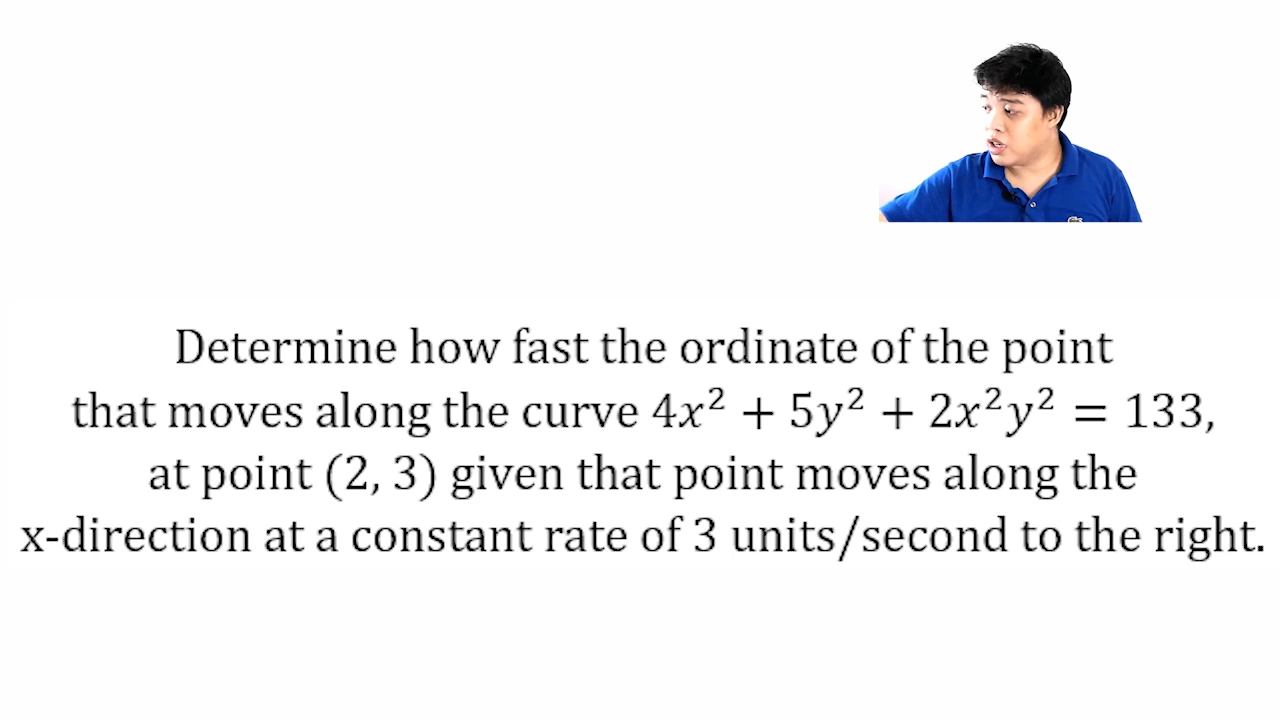 Determine how fast the ordinate of the point
that moves along the curve 4x² + 5y² + 2x²y² = 133,
at point (2, 3) given that point moves along the
x-direction at a constant rate of 3 units/second to the right.